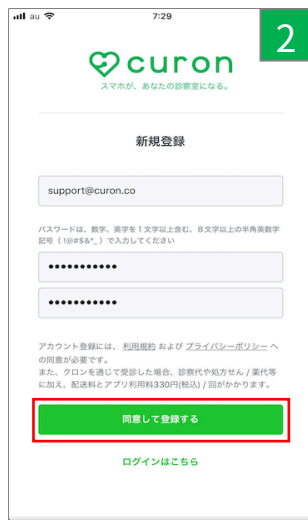 au 7:29
2
curon
スマホが、あなたの診察室になる。
新規登録
support@curon.co
パスワードは、数字、英字を1文字以上含む、8文字以上の半角英数字
記号（ !@#$&*_ ）で入力してください
•••••••••••
•••••••••••
アカウント登録には、 利用規約 および プライバシーポリシー へ
の同意が必要です。
また、クロンを通じて受診した場合、診察代や処方せん / 薬代等
に加え、配送料とアプリ利用料330円(税込) / 回がかかります。
同意して登録する
ログインはこちら